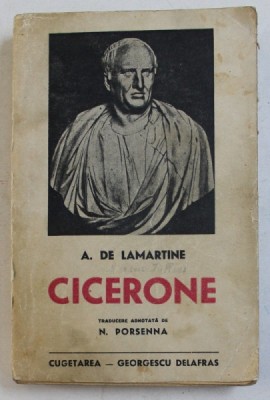 A. DE LAMARTINE
CICERONE
TRADUCERE ADNOTATĂ DE
N. PORSENNA
CUGETAREA — GEORGESCU DELAFRAS